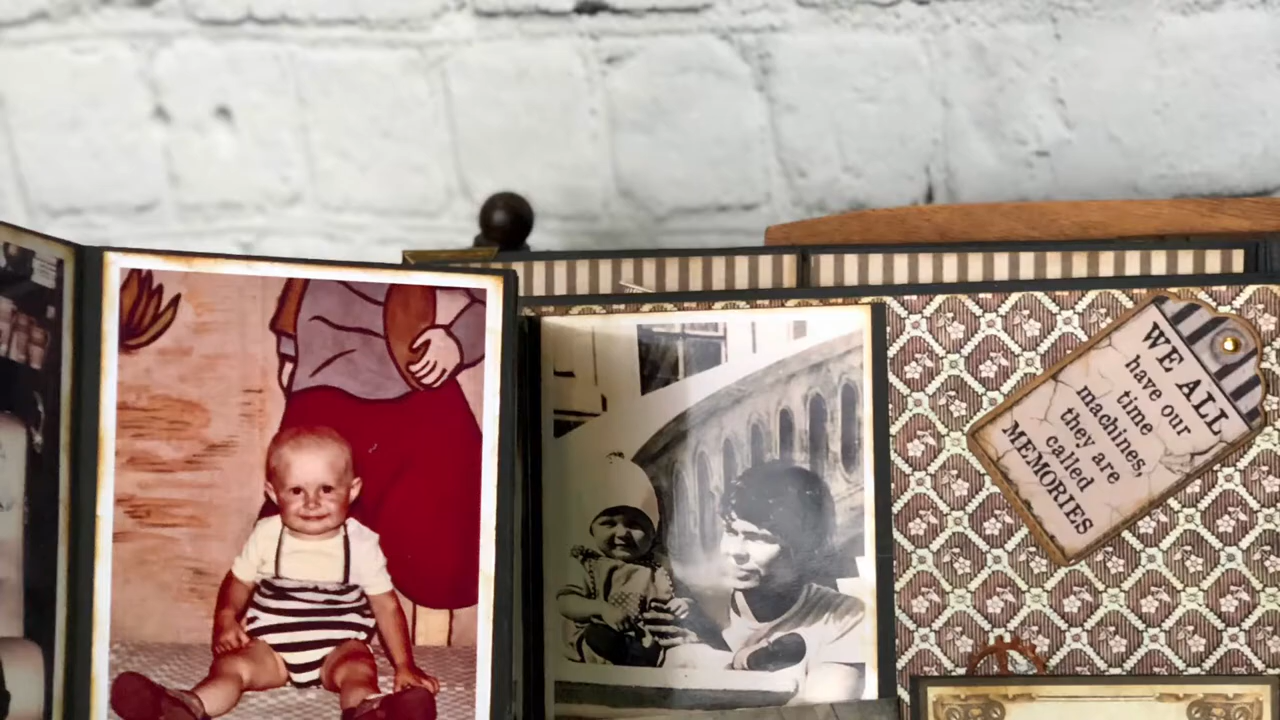 WE ALL
have our
time
machines,
they are
called
MEMORIES